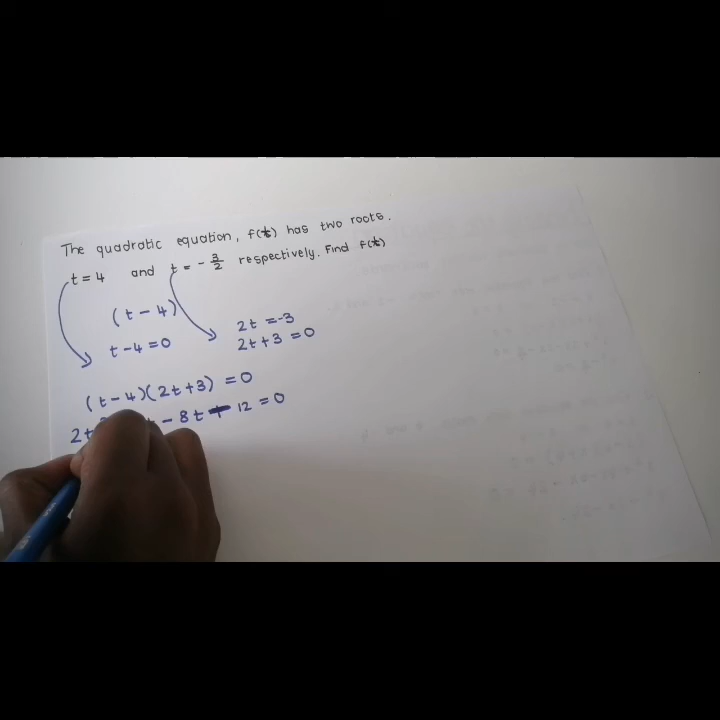 The quadratic equation, f(t) has two roots.
t = 4 and t = - 3/2 respectively. Find f(t)
(t - 4)
t - 4 = 0
2t = -3
2t + 3 = 0
(t - 4)(2t + 3) = 0
2t - 8t - 12 = 0